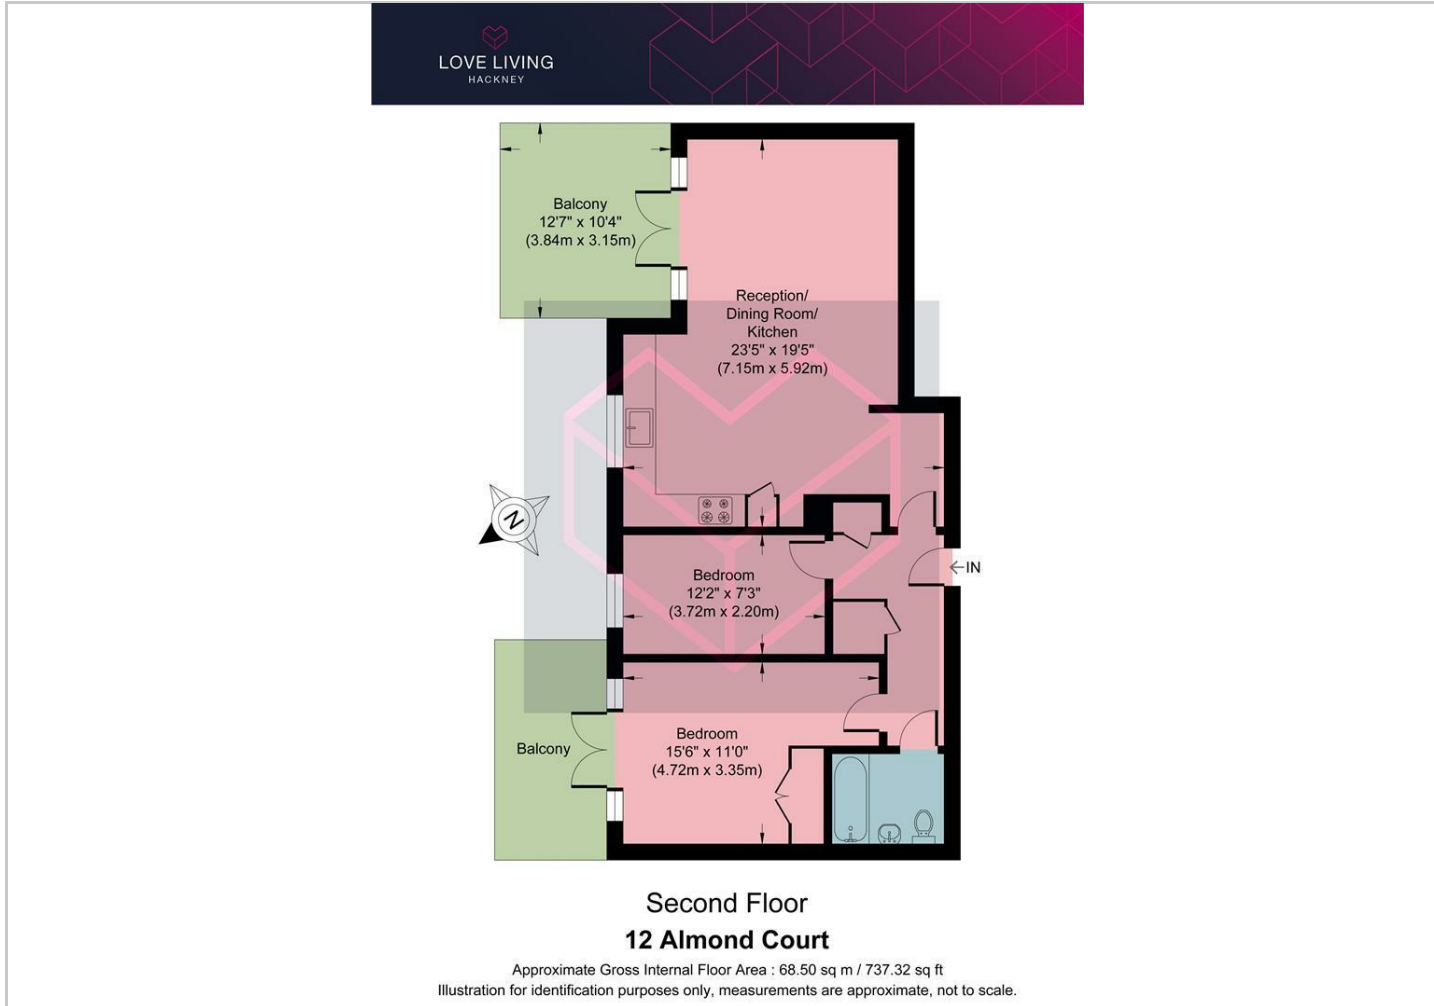 LOVE LIVING
HACKNEY
Balcony
12'7" x 10'4"
(3.84m x 3.15m)
Reception/
Dining Room/
Kitchen
23'5" x 19'5"
(7.15m x 5.92m)
N
IN
Bedroom
12'2" x 7'3"
(3.72m x 2.20m)
Bedroom
15'6" x 11'0"
(4.72m x 3.35m)
Balcony
Second Floor
12 Almond Court
Approximate Gross Internal Floor Area : 68.50 sq m / 737.32 sq ft
Illustration for identification purposes only, measurements are approximate, not to scale.